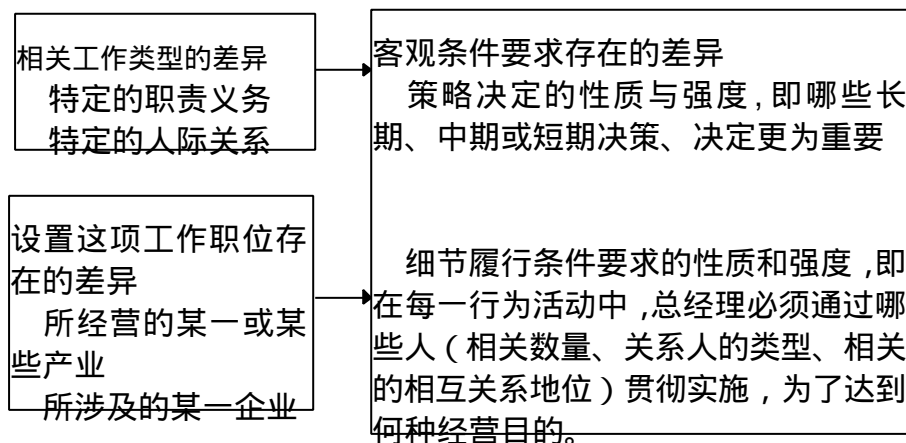 相关工作类型的差异
特定的职责义务
特定的人际关系
设置这项工作职位存
在的差异
所经营的某一或某
些产业
所涉及的某一企业
客观条件要求存在的差异
策略决定的性质与强度,即哪些长
期、中期或短期决策、决定更为重要
细节履行条件要求的性质和强度,即
在每一行为活动中,总经理必须通过哪
些人(相关数量、关系人的类型、相关
的相互关系地位)贯彻实施,为了达到
何种经营目的。